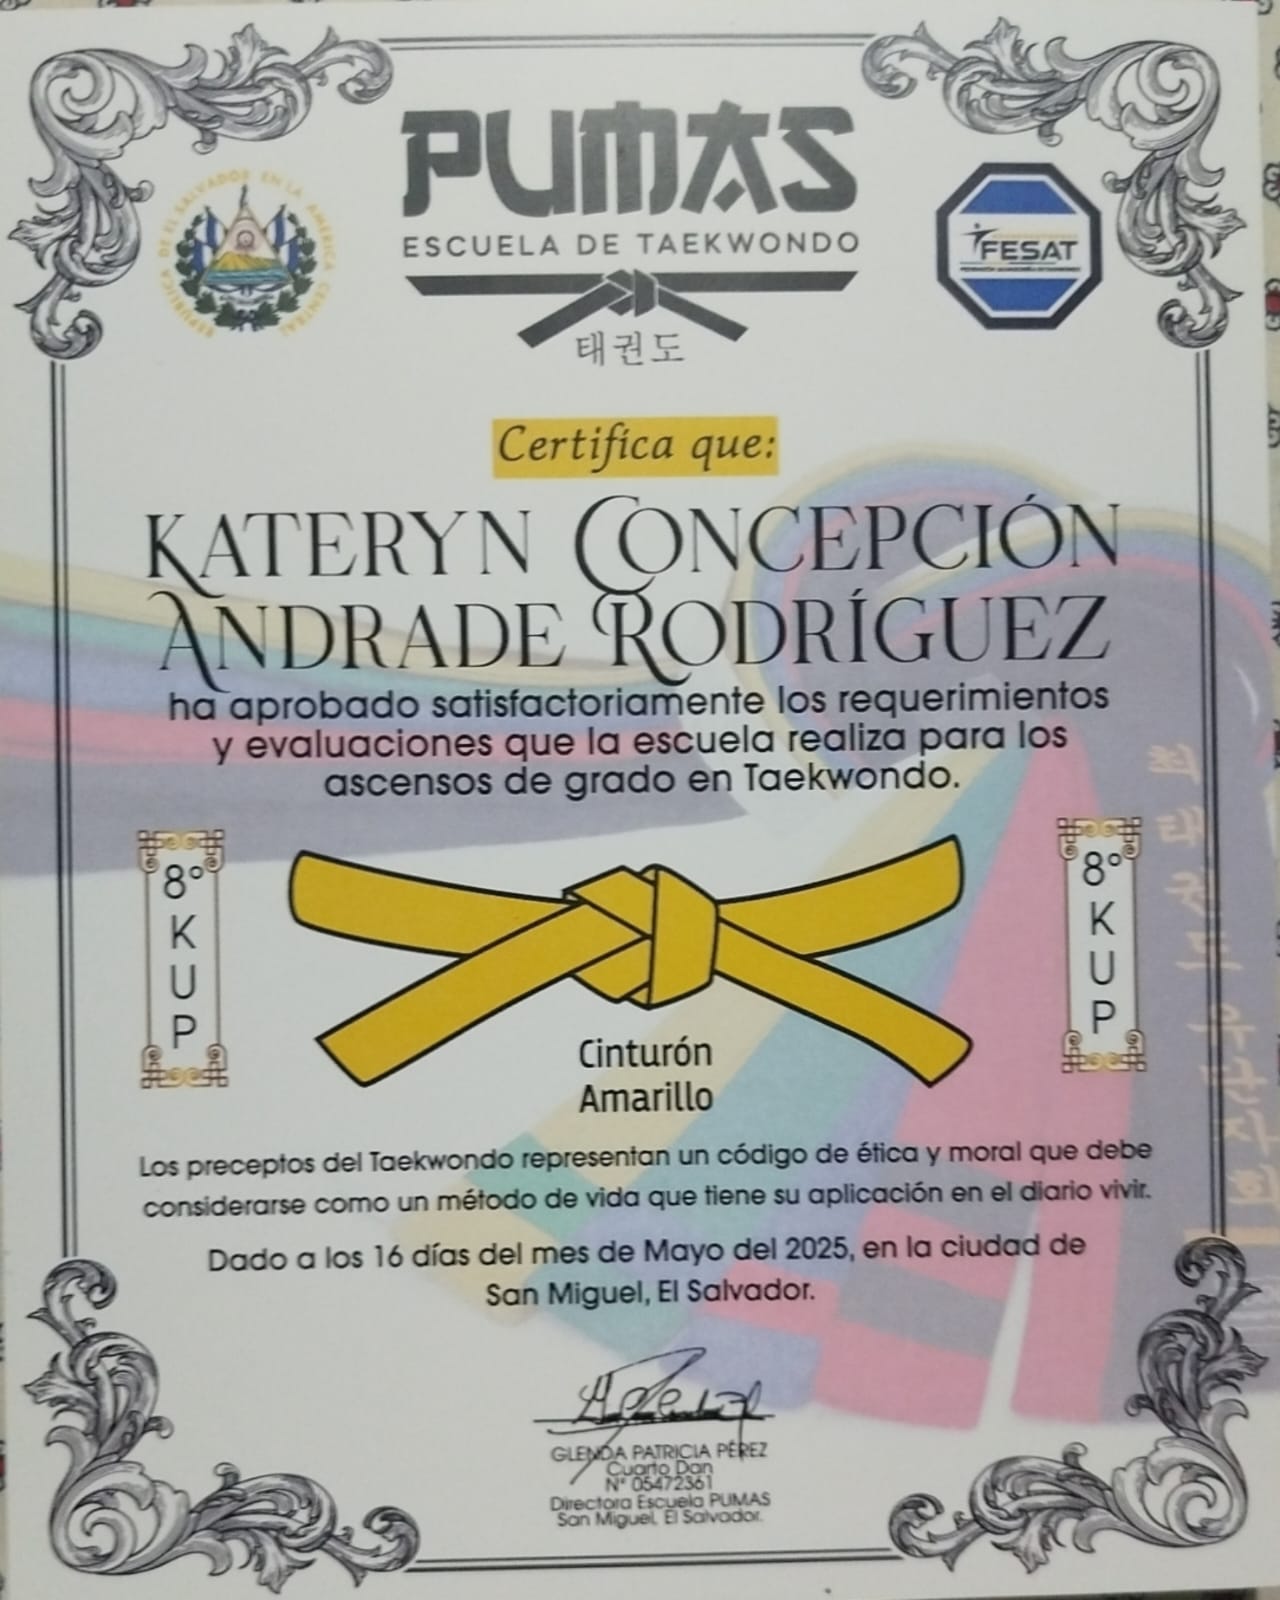 REPÚBLICA DE EL SALVADOR EN LA AMÉRICA CENTRAL
PUMAS
ESCUELA DE TAEKWONDO
태권도
FESAT
Certifica que:
KATERYN CONCEPCIÓN
ANDRADE RODRÍGUEZ
ha aprobado satisfactoriamente los requerimientos
y evaluaciones que la escuela realiza para los
ascensos de grado en Taekwondo.
8°
K
U
P
8°
K
U
P
Cinturón
Amarillo
Los preceptos del Taekwondo representan un código de ética y moral que debe
considerarse como un método de vida que tiene su aplicación en el diario vivir.
Dado a los 16 días del mes de Mayo del 2025, en la ciudad de
San Miguel, El Salvador.
GLENDA PATRICIA PÉREZ
Cuarto Dan
N° 05472361
Directora Escuela PUMAS
San Miguel, El Salvador.